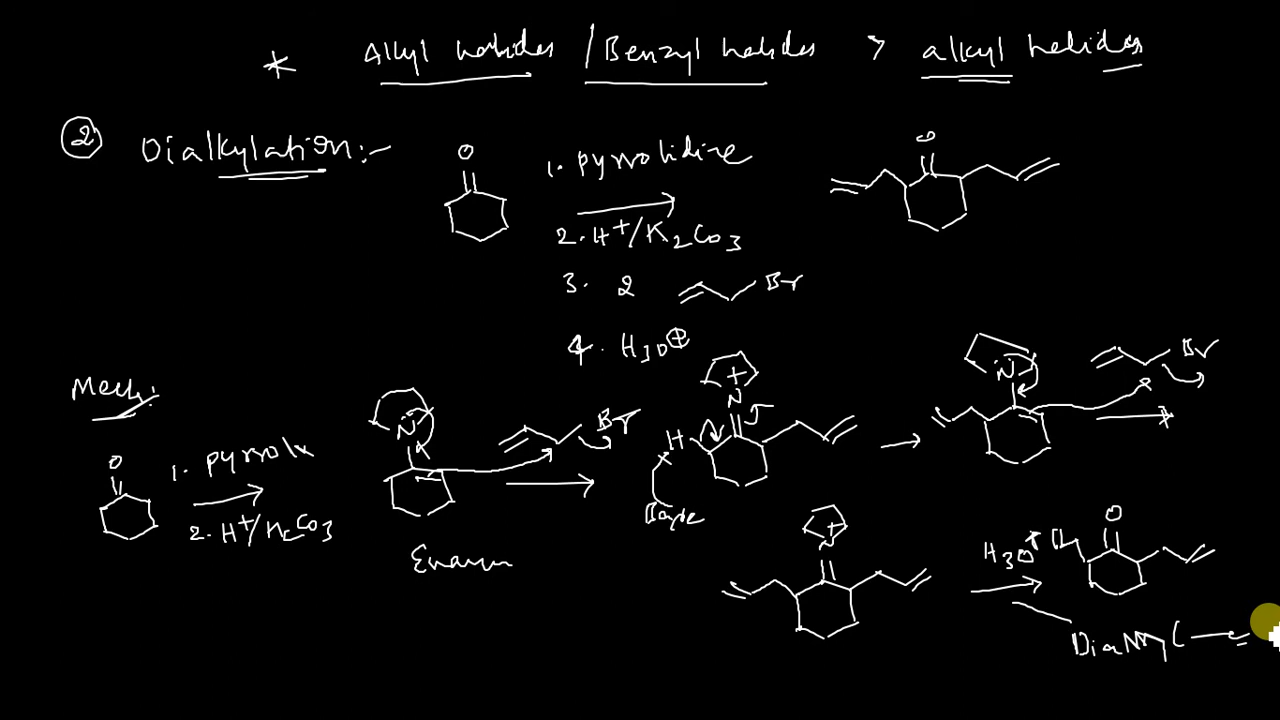 * Allyl halides / Benzyl halides > alkyl halides
② Dialkylation:-
O
1. pyrrolidine
O
2. H+/K2CO3
3. 2 Br
4. H3O⊕
Mech:
O
1. pyrrole
2. H+/K2CO3
N
Br
Enamine
+
N
H
Base
N
Br
+
N
H3O+
O
Diallyl